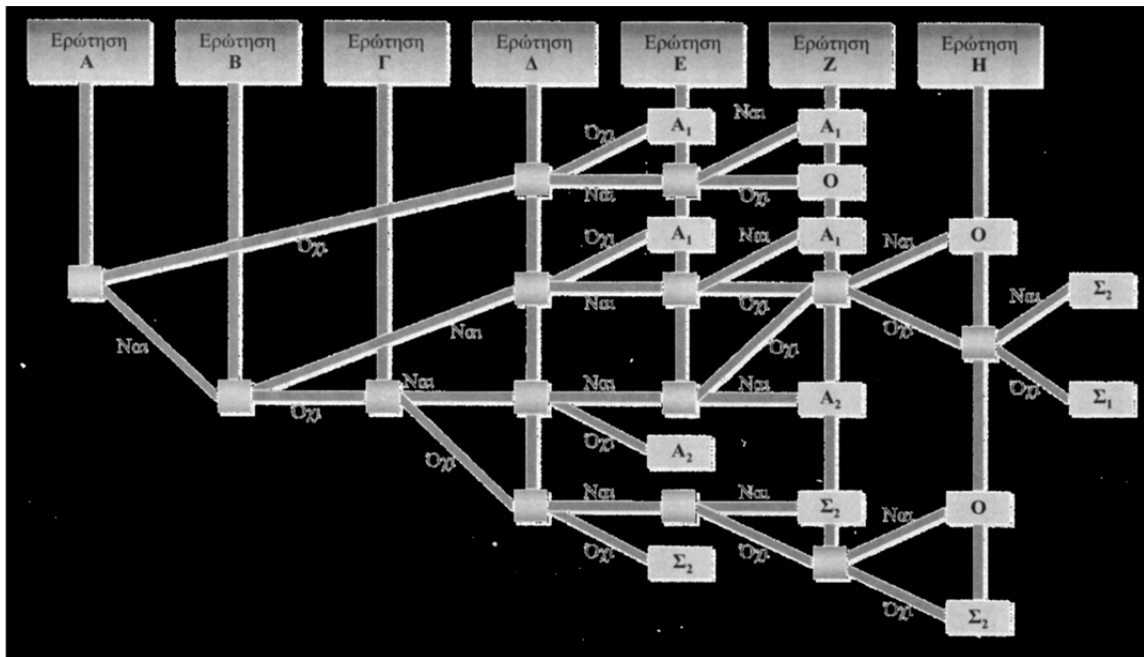 Ερώτηση Ερώτηση Ερώτηση Ερώτηση Ερώτηση Ερώτηση Ερώτηση
Α Β Γ Δ Ε Ζ Η
Ναι
Όχι Α₁ Α₁
Ναι Όχι Ο
Όχι Όχι Α₁ Ναι Α₁ Ναι Ο
Ναι Όχι Όχι Ναι Σ₂
Ναι Ναι Όχι
Όχι Ναι Ναι Ναι Α₂ Όχι Σ₁
Όχι Όχι Α₂
Ναι Ναι Σ₂ Ναι Ο
Όχι Σ₂ Όχι
Όχι Σ₂